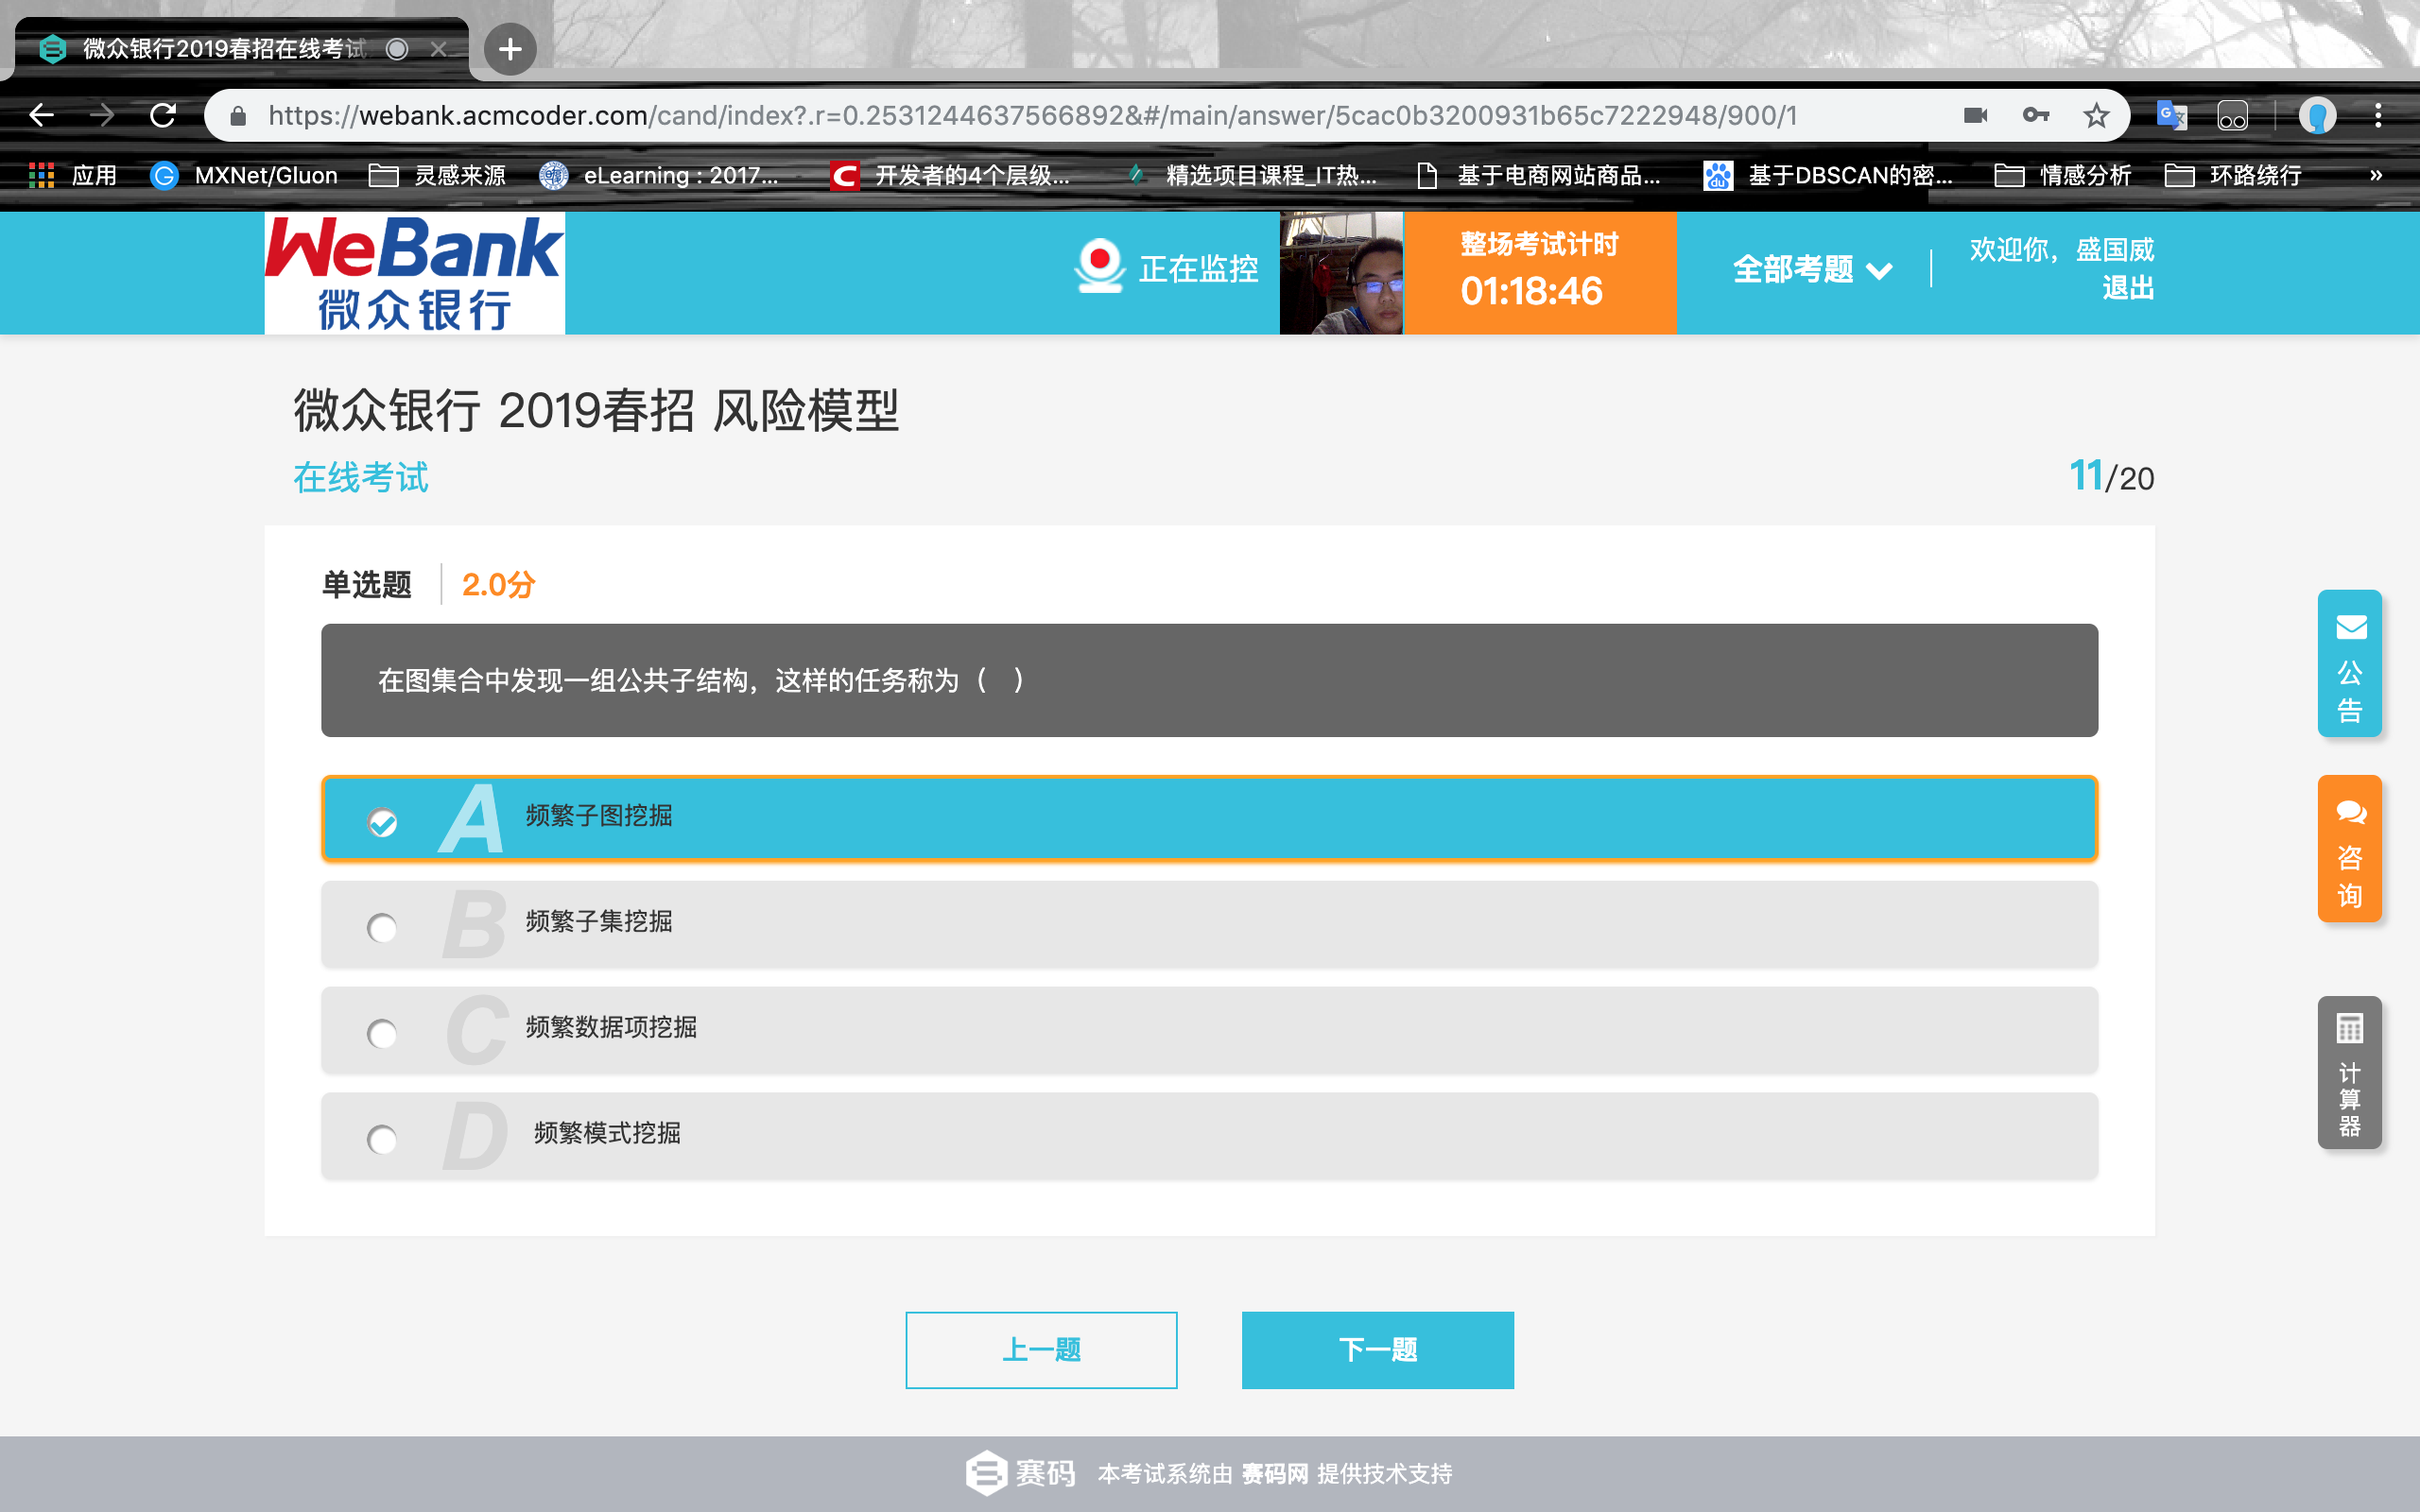 微众银行2019春招在线考试
https://webank.acmcoder.com/cand/index?.r=0.2531244637566892&#/main/answer/5cac0b3200931b65c7222948/900/1
应用 MXNet/Gluon 灵感来源 eLearning : 2017... 开发者的4个层级... 精选项目课程_IT热... 基于电商网站商品... 基于DBSCAN的密... 情感分析 环路绕行 »
WeBank
微众银行
正在监控
整场考试计时
01:18:46
全部考题
欢迎你，盛国威
退出
微众银行 2019春招 风险模型
在线考试
11/20
单选题 2.0分
在图集合中发现一组公共子结构，这样的任务称为（ ）
A 频繁子图挖掘
B 频繁子集挖掘
C 频繁数据项挖掘
D 频繁模式挖掘
公告
咨询
计算器
上一题 下一题
赛码 本考试系统由 赛码网 提供技术支持